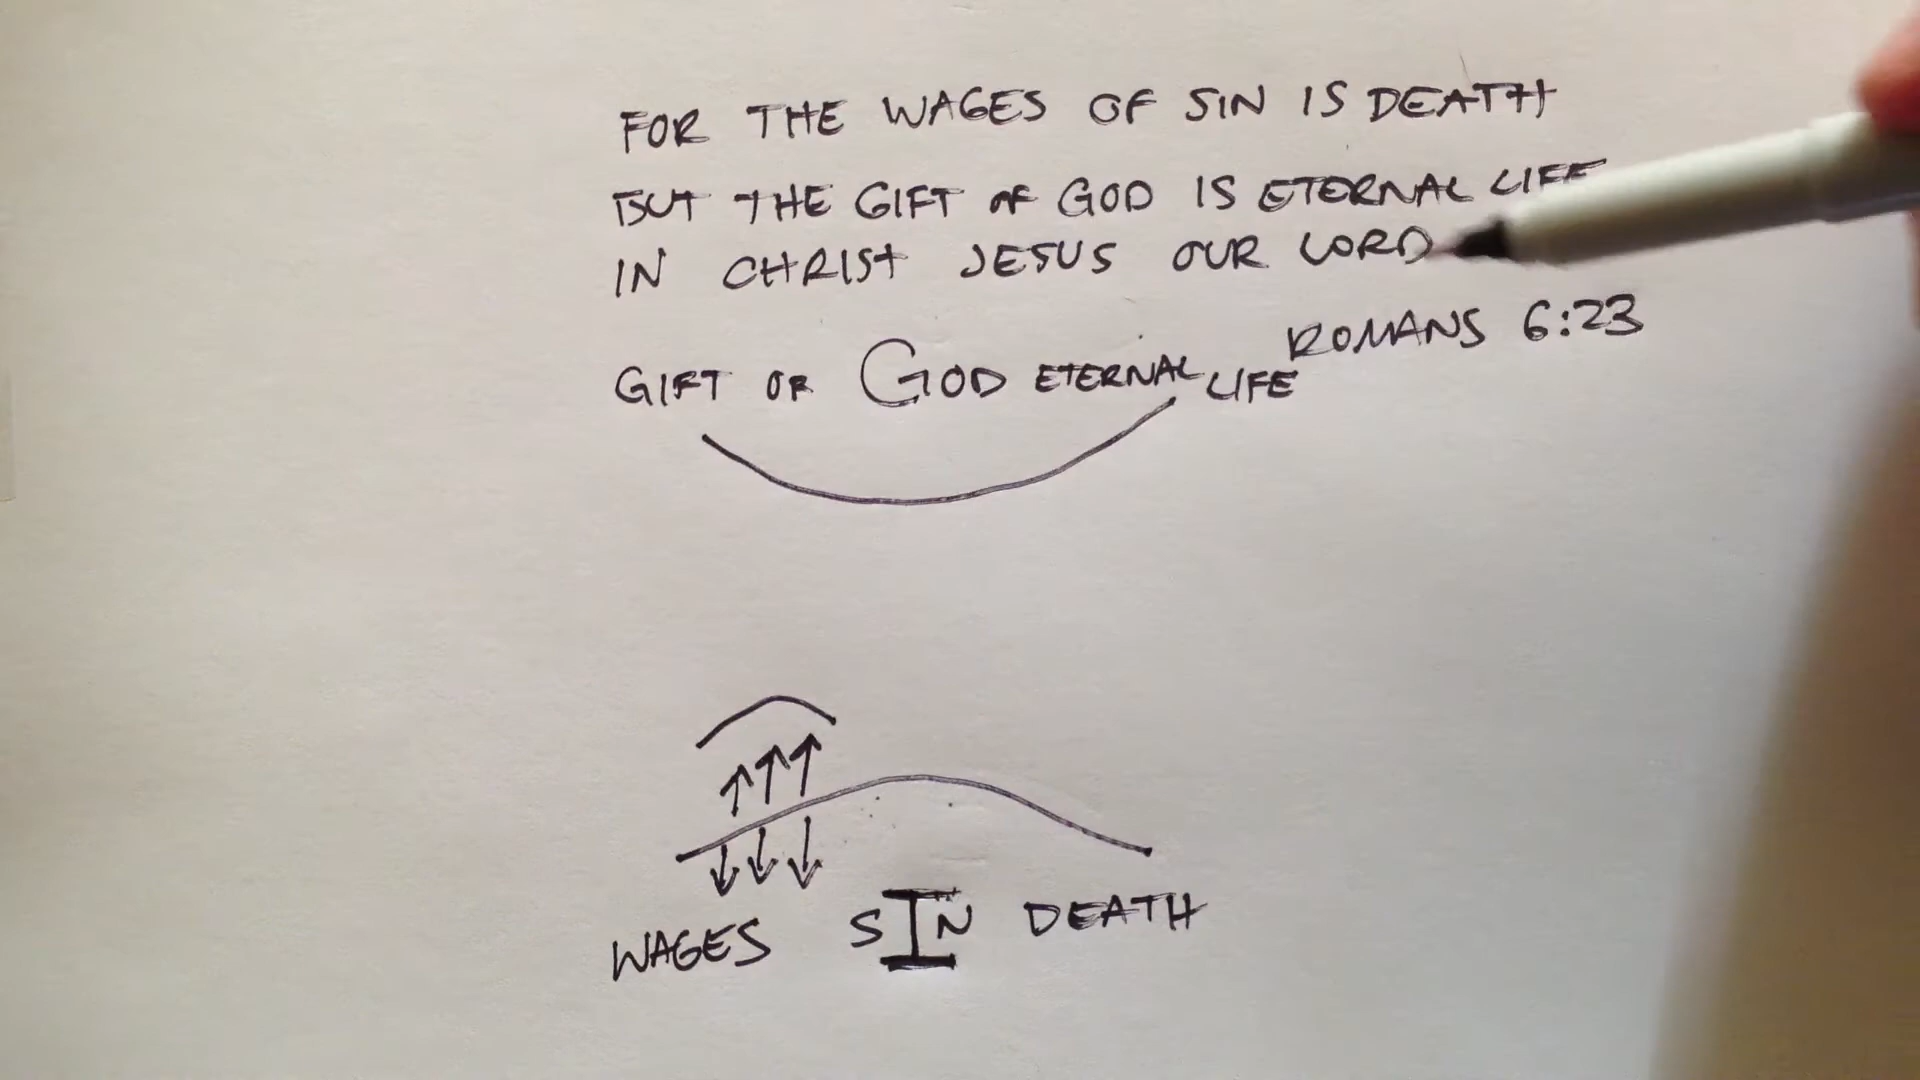 FOR THE WAGES OF SIN IS DEATH
BUT THE GIFT OF GOD IS ETERNAL LIFE
IN CHRIST JESUS OUR LORD
ROMANS 6:23
GIFT OF GOD ETERNAL LIFE
WAGES SIN DEATH